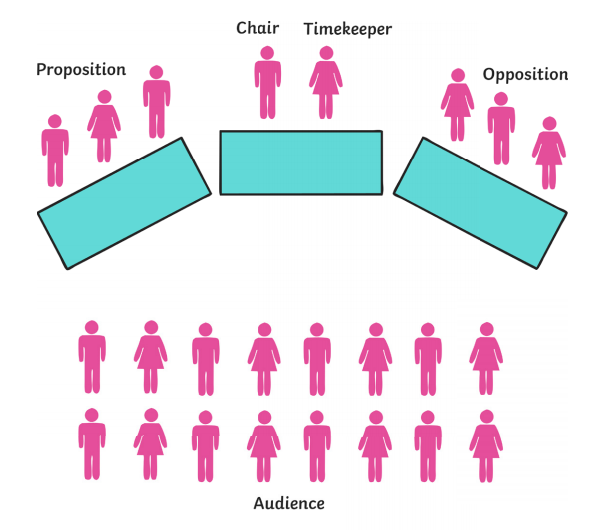 Chair Timekeeper
Proposition
Opposition
Audience